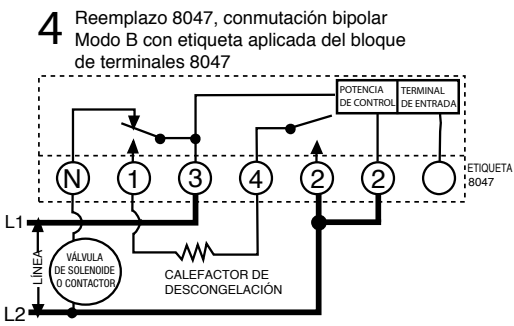 4 Reemplazo 8047, conmutación bipolar
Modo B con etiqueta aplicada del bloque
de terminales 8047
POTENCIA
DE CONTROL
TERMINAL
DE ENTRADA
N
1
3
4
2
2
ETIQUETA
8047
L1
LÍNEA
VÁLVULA
DE SOLENOIDE
O CONTACTOR
CALEFACTOR DE
DESCONGELACIÓN
L2